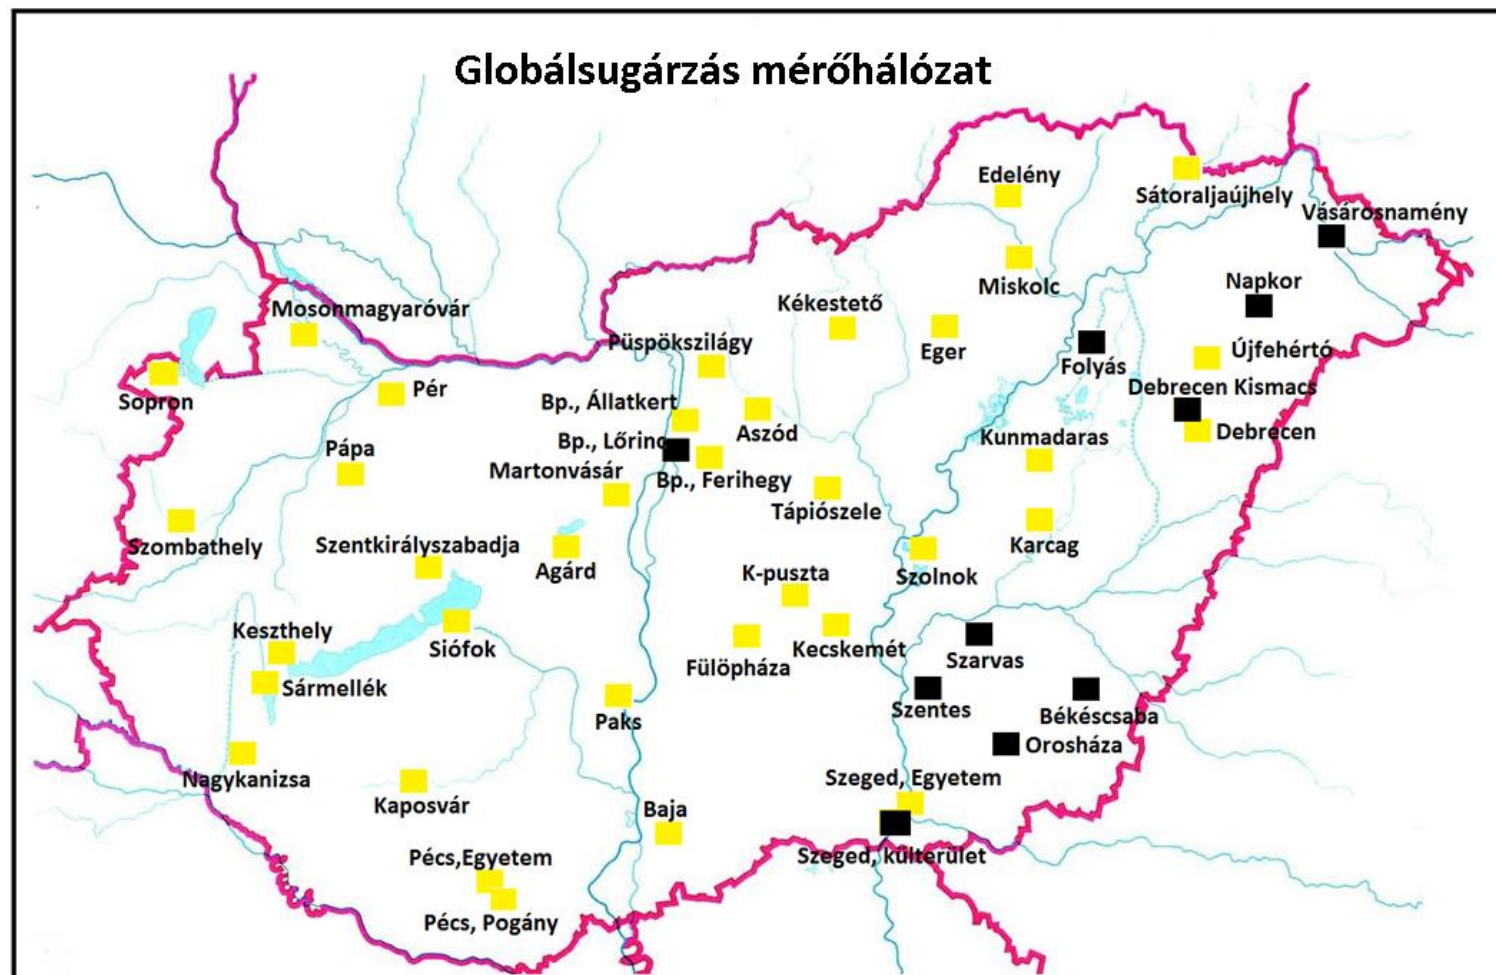 Globálsugárzás mérőhálózat
Edelény
Sátoraljaújhely
Vásárosnamény
Miskolc
Napkor
Mosonmagyaróvár
Kékestető
Püspökszilágy
Eger
Újfehértó
Folyás
Debrecen Kismacs
Pér
Sopron
Bp., Állatkert
Aszód
Debrecen
Kunmadaras
Bp., Lőrinc
Pápa
Martonvásár
Bp., Ferihegy
Tápiószele
Szombathely
Szentkirályszabadja
Karcag
Agárd
K-puszta
Szolnok
Keszthely
Siófok
Kecskemét
Szarvas
Fülöpháza
Sármellék
Szentes
Paks
Békéscsaba
Orosháza
Nagykanizsa
Szeged, Egyetem
Kaposvár
Baja
Pécs,Egyetem
Szeged, külterület
Pécs, Pogány